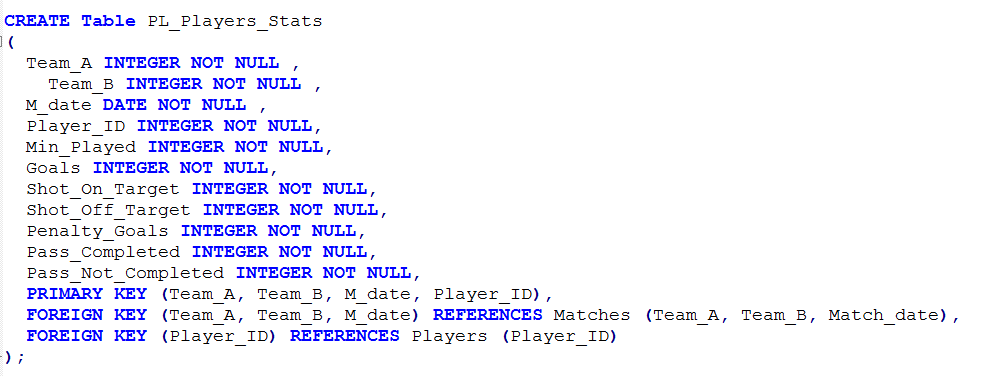 CREATE Table PL_Players_Stats
(
Team_A INTEGER NOT NULL ,
Team_B INTEGER NOT NULL ,
M_date DATE NOT NULL ,
Player_ID INTEGER NOT NULL,
Min_Played INTEGER NOT NULL,
Goals INTEGER NOT NULL,
Shot_On_Target INTEGER NOT NULL,
Shot_Off_Target INTEGER NOT NULL,
Penalty_Goals INTEGER NOT NULL,
Pass_Completed INTEGER NOT NULL,
Pass_Not_Completed INTEGER NOT NULL,
PRIMARY KEY (Team_A, Team_B, M_date, Player_ID),
FOREIGN KEY (Team_A, Team_B, M_date) REFERENCES Matches (Team_A, Team_B, Match_date),
FOREIGN KEY (Player_ID) REFERENCES Players (Player_ID)
);